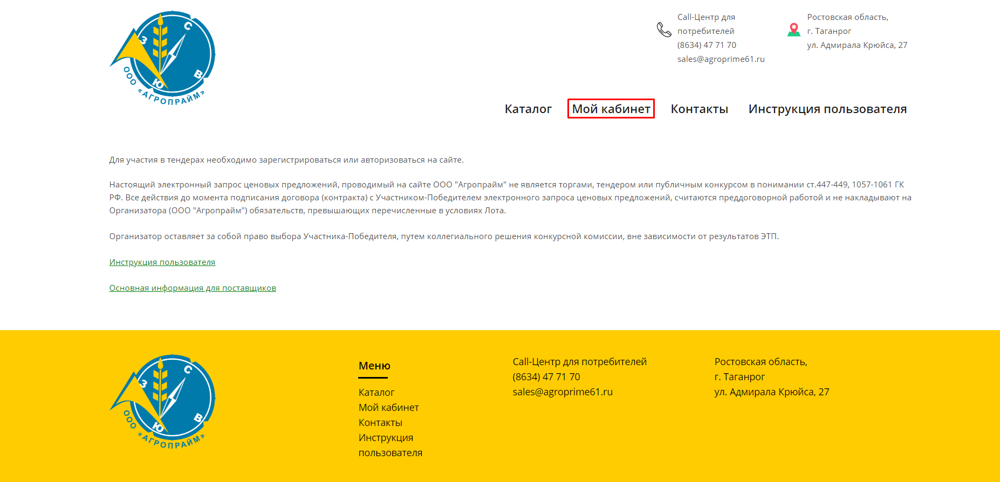 С
З
В
Ю
ООО «АГРОПРАЙМ»
Call-Центр для
потребителей
(8634) 47 71 70
sales@agroprime61.ru
Ростовская область,
г. Таганрог
ул. Адмирала Крюйса, 27
Каталог
Мой кабинет
Контакты
Инструкция пользователя
Для участия в тендерах необходимо зарегистрироваться или авторизоваться на сайте.
Настоящий электронный запрос ценовых предложений, проводимый на сайте ООО "Агропрайм" не является торгами, тендером или публичным конкурсом в понимании ст.447-449, 1057-1061 ГК
РФ. Все действия до момента подписания договора (контракта) с Участником-Победителем электронного запроса ценовых предложений, считаются преддоговорной работой и не накладывают на
Организатора (ООО "Агропрайм") обязательств, превышающих перечисленные в условиях Лота.
Организатор оставляет за собой право выбора Участника-Победителя, путем коллегиального решения конкурсной комиссии, вне зависимости от результатов ЭТП.
Инструкция пользователя
Основная информация для поставщиков
С
З
В
Ю
ООО «АГРОПРАЙМ»
Меню
Каталог
Мой кабинет
Контакты
Инструкция
пользователя
Call-Центр для потребителей
(8634) 47 71 70
sales@agroprime61.ru
Ростовская область,
г. Таганрог
ул. Адмирала Крюйса, 27